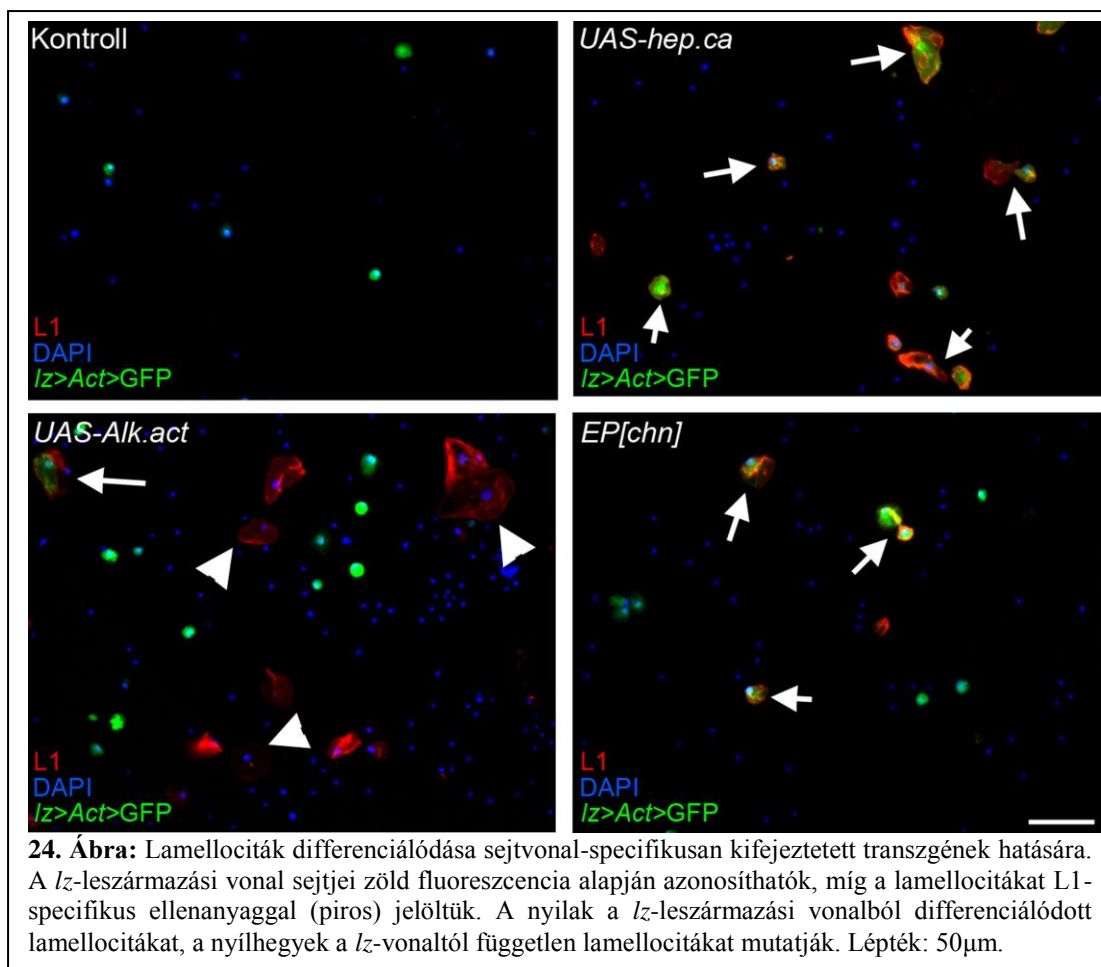 Kontroll
L1
DAPI
lz>Act>GFP
UAS-hep.ca
L1
DAPI
lz>Act>GFP
UAS-Alk.act
L1
DAPI
lz>Act>GFP
EP[chn]
L1
DAPI
lz>Act>GFP
24. Ábra: Lamellociták differenciálódása sejtvonal-specifikusan kifejeztetett transzgének hatására.
A lz-leszármazási vonal sejtjei zöld fluoreszcencia alapján azonosíthatók, míg a lamellocitákat L1-
specifikus ellenanyaggal (piros) jelöltük. A nyilak a lz-leszármazási vonalból differenciálódott
lamellocitákat, a nyílhegyek a lz-vonaltól független lamellocitákat mutatják. Lépték: 50µm.